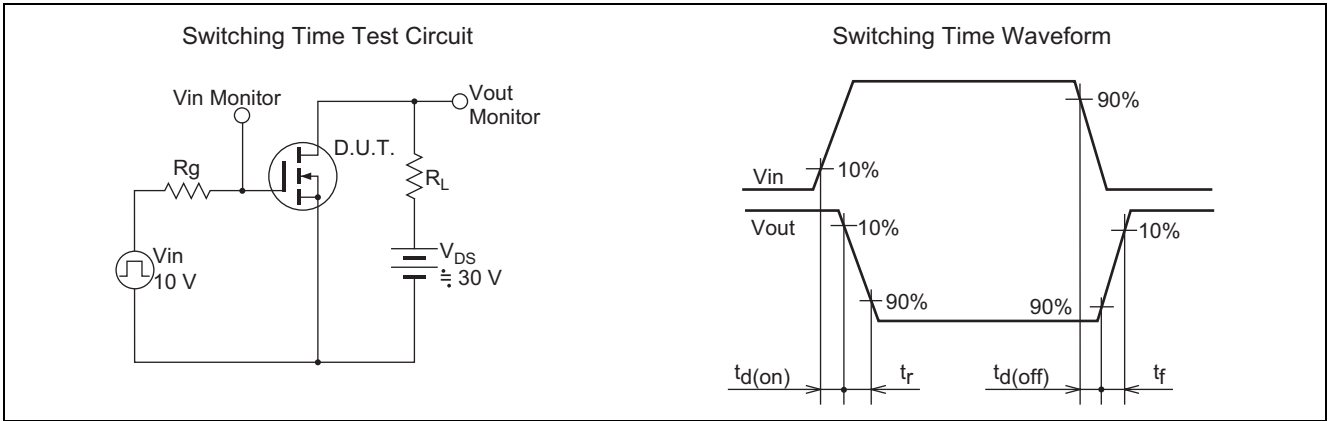 Switching Time Test Circuit
Vin Monitor
Vout
Monitor
D.U.T.
Rg
RL
Vin
10 V
VDS
≒ 30 V
Switching Time Waveform
90%
10%
Vin
Vout
10%
10%
90%
90%
td(on)
tr
td(off)
tf